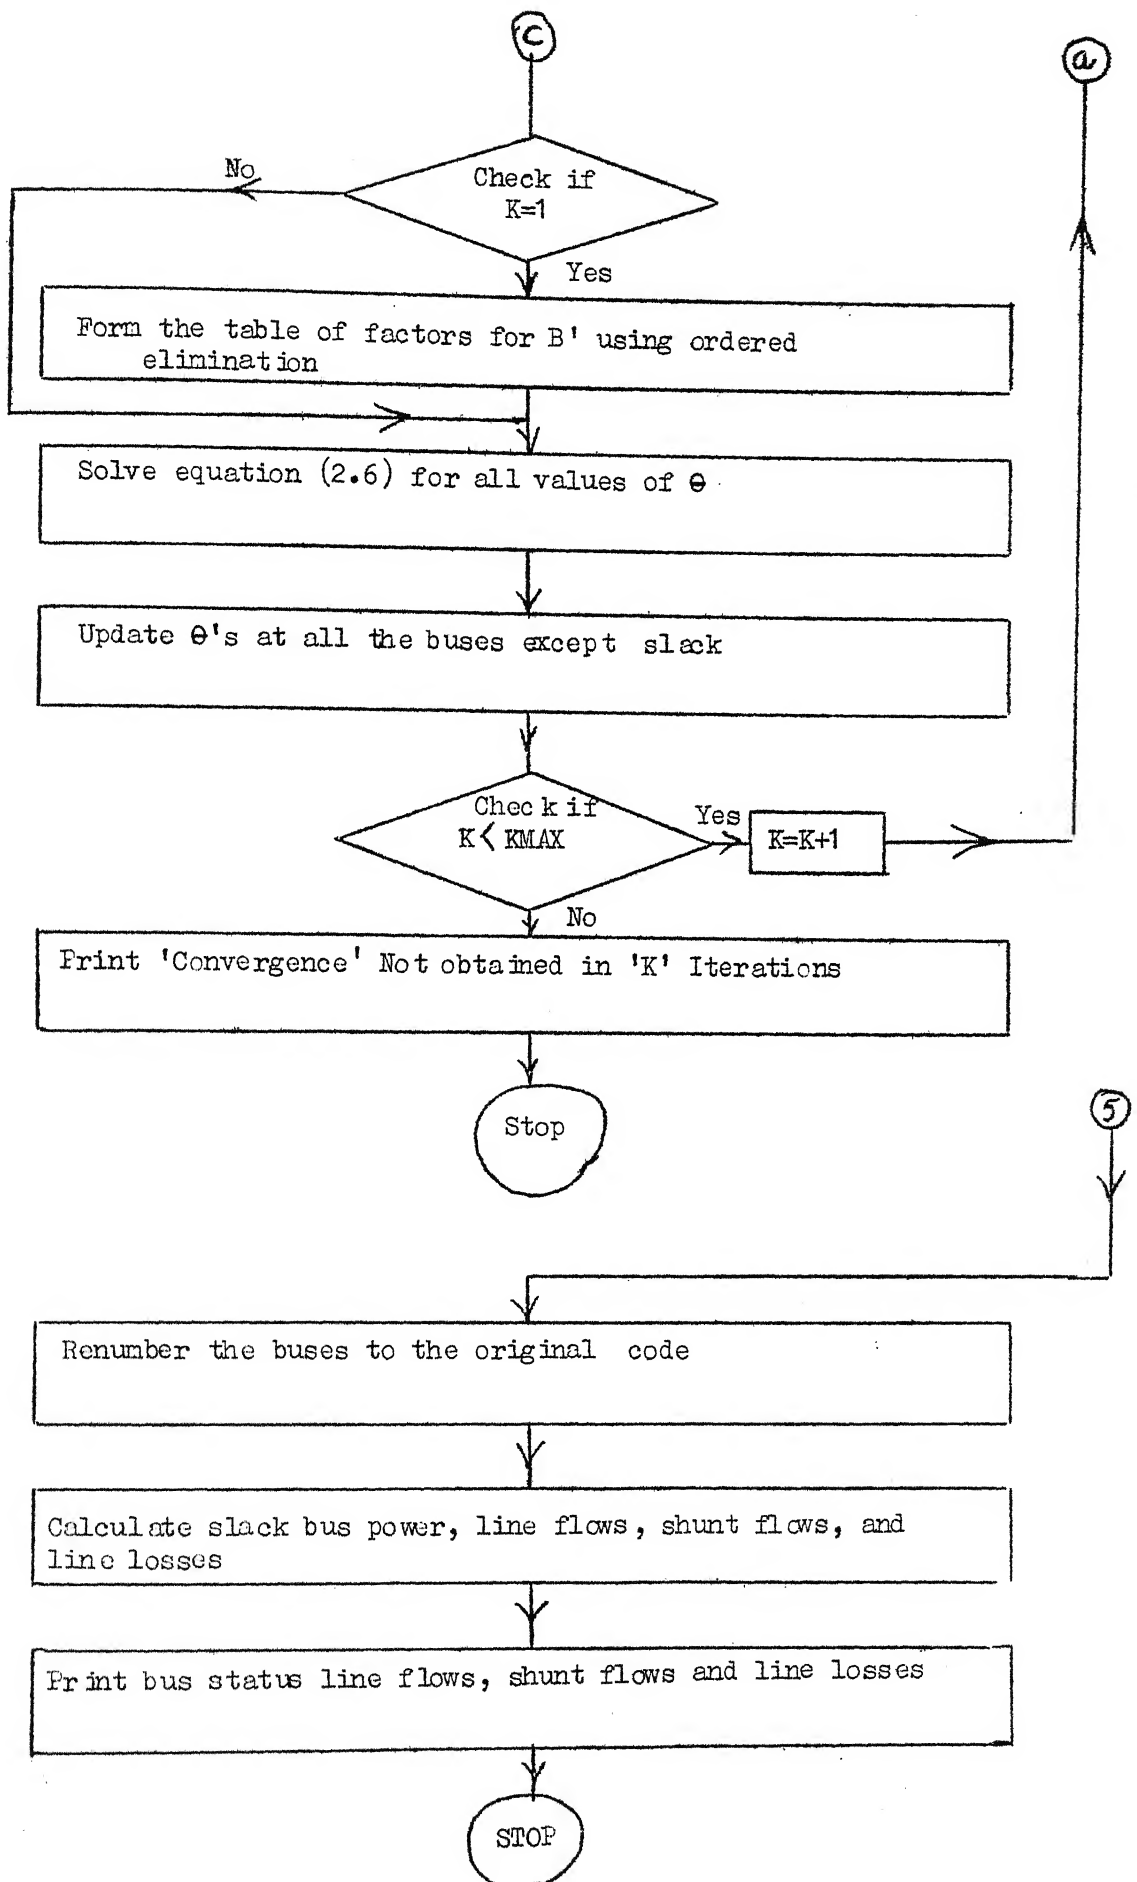 C
a
No
Check if
K=1
Yes
Form the table of factors for B' using ordered
elimination
Solve equation (2.6) for all values of θ
Update θ's at all the buses except slack
Check if
K < KMAX
Yes
K=K+1
No
Print 'Convergence' Not obtained in 'K' Iterations
Stop
5
Renumber the buses to the original code
Calculate slack bus power, line flows, shunt flows, and
line losses
Print bus status line flows, shunt flows and line losses
STOP